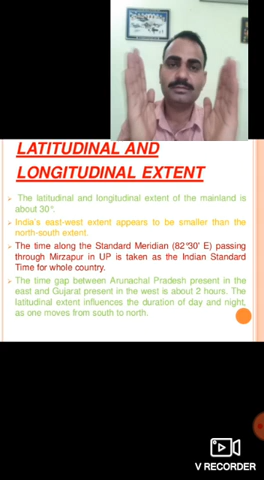 LATITUDINAL AND
LONGITUDINAL EXTENT
The latitudinal and longitudinal extent of the mainland is
about 30°.
India's east-west extent appears to be smaller than the
north-south extent.
The time along the Standard Meridian (82°30' E) passing
through Mirzapur in UP is taken as the Indian Standard
Time for whole country.
The time gap between Arunachal Pradesh present in the
east and Gujarat present in the west is about 2 hours. The
latitudinal extent influences the duration of day and night,
as one moves from south to north.
V RECORDER